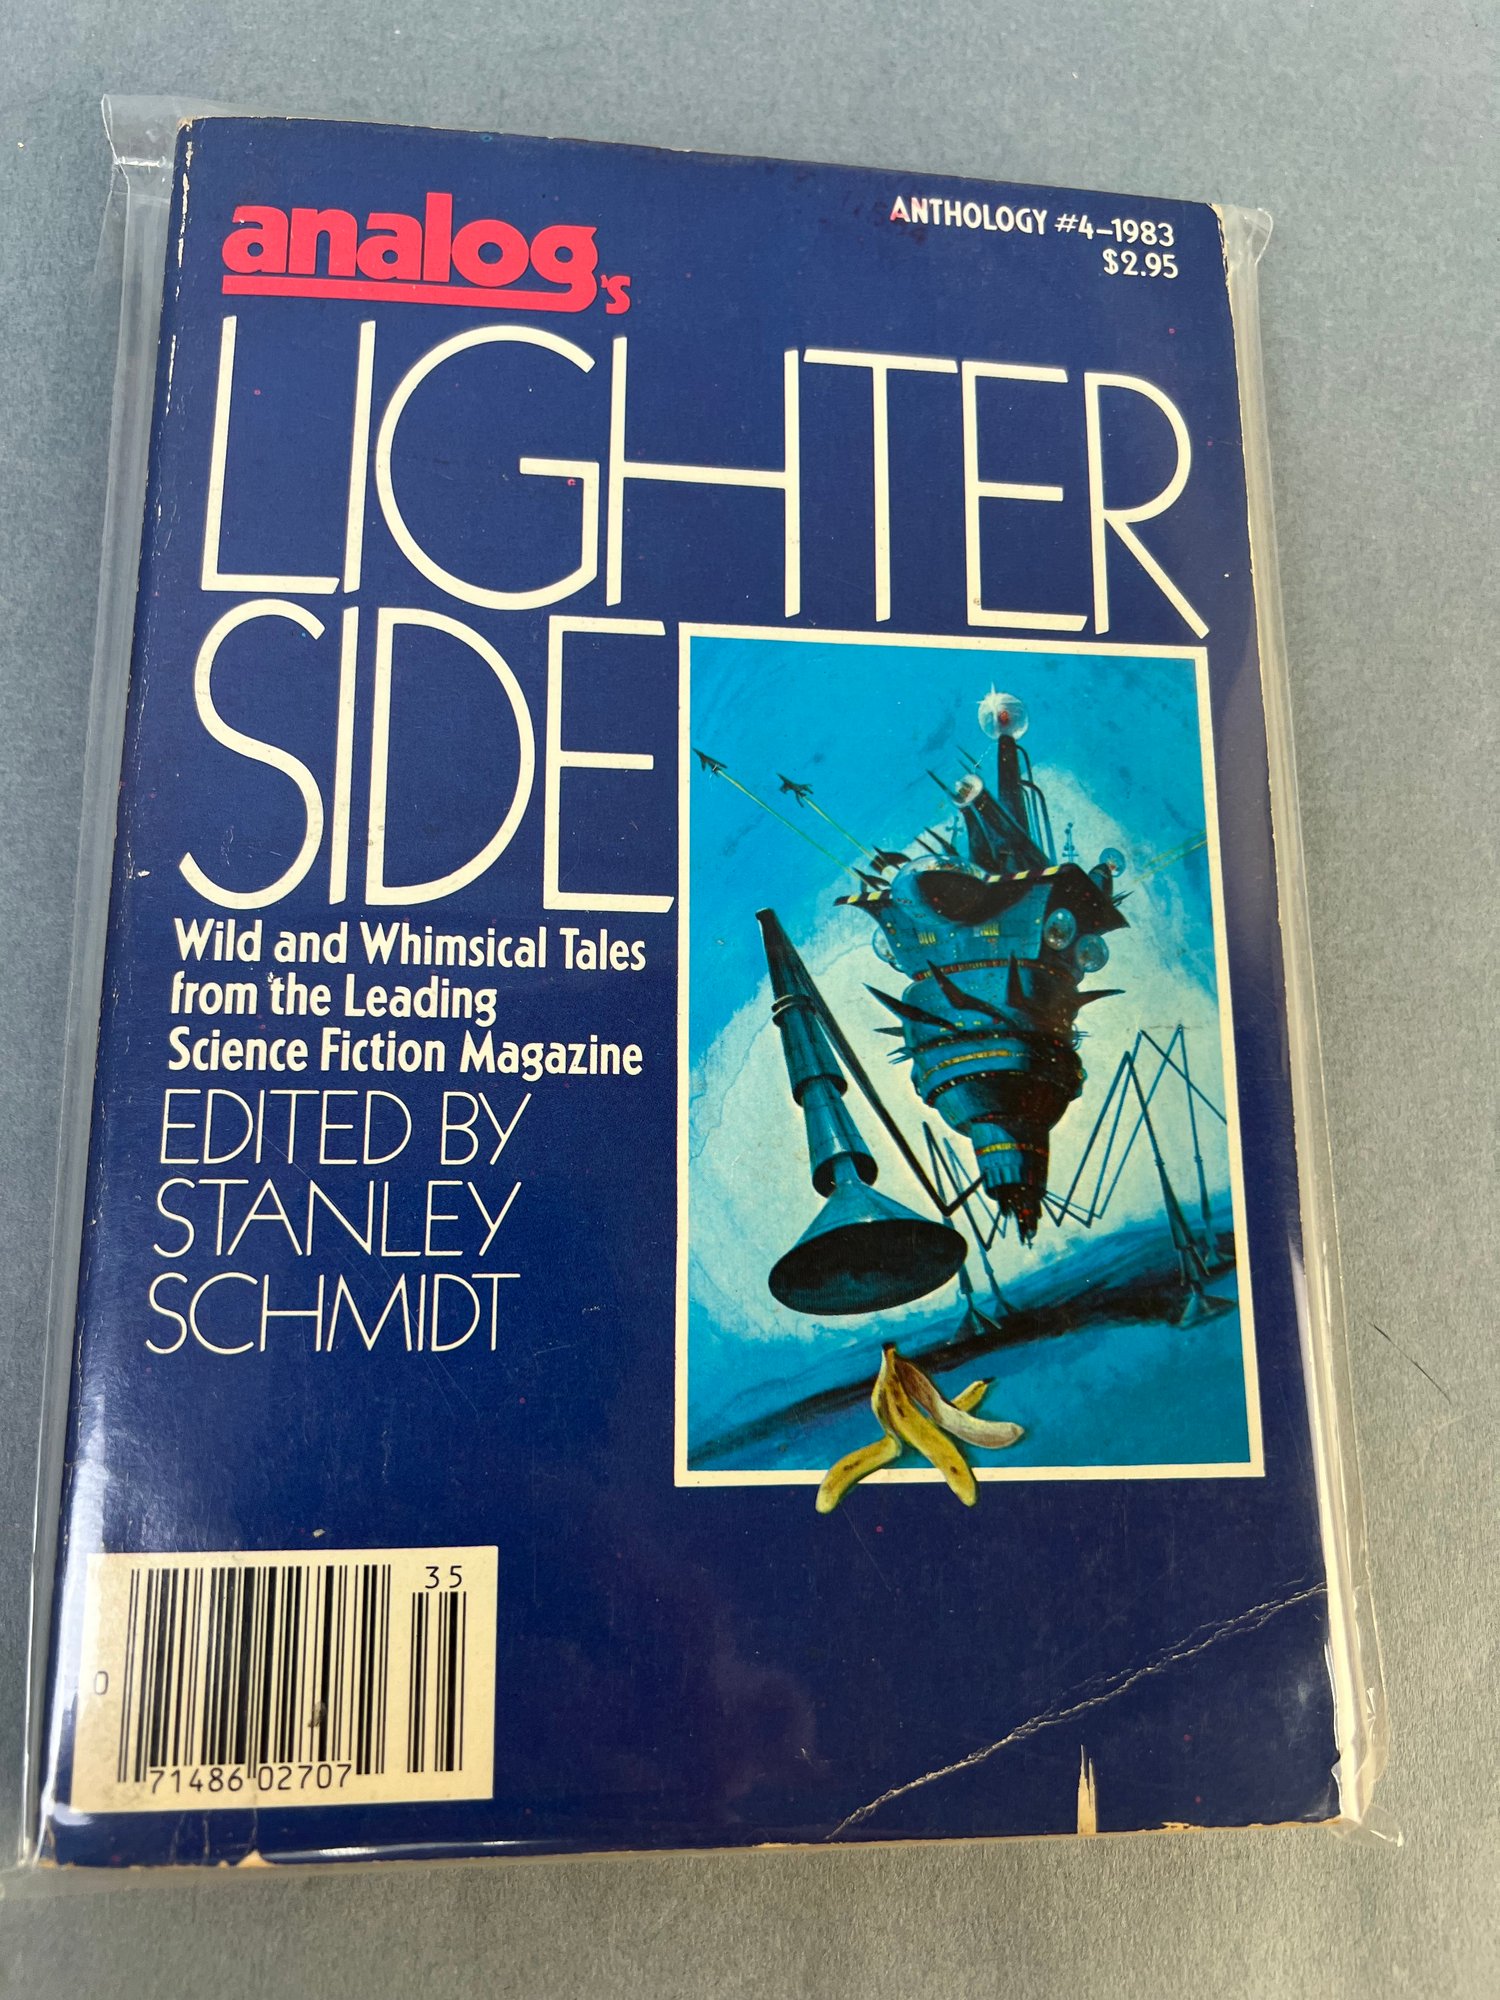 analog's
ANTHOLOGY #4–1983
$2.95
LIGHTER
SIDE
Wild and Whimsical Tales
from the Leading
Science Fiction Magazine
EDITED BY
STANLEY
SCHMIDT
35
0
71486 02707